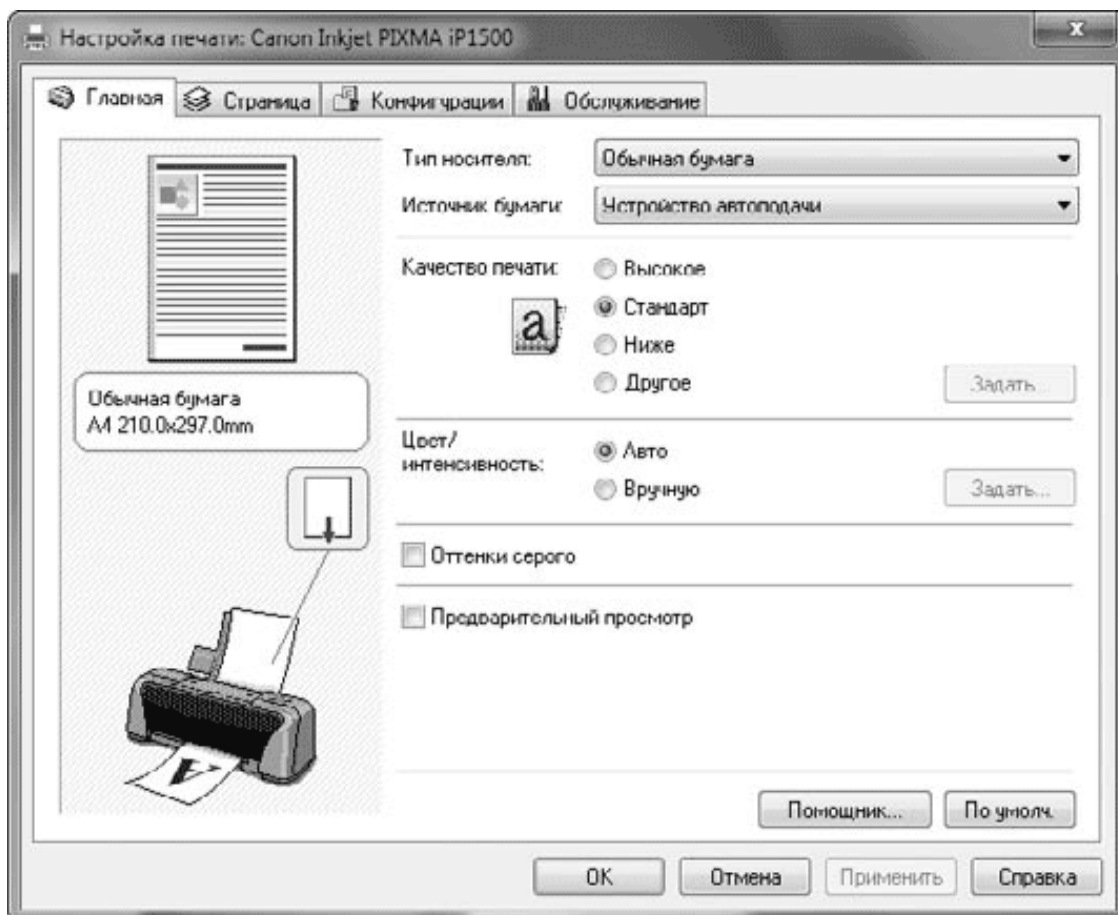 Настройка печати: Canon Inkjet PIXMA iP1500
x
Главная Страница Конфигурации Обслуживание
Тип носителя: Обычная бумага
Источник бумаги: Устройство автоподачи
Качество печати: Высокое
a
Стандарт
Ниже
Другое Задать...
Обычная бумага
A4 210.0x297.0mm
Цвет/
интенсивность:
Авто
Вручную Задать...
Оттенки серого
Предварительный просмотр
A
Помощник... По умолч.
OK Отмена Применить Справка